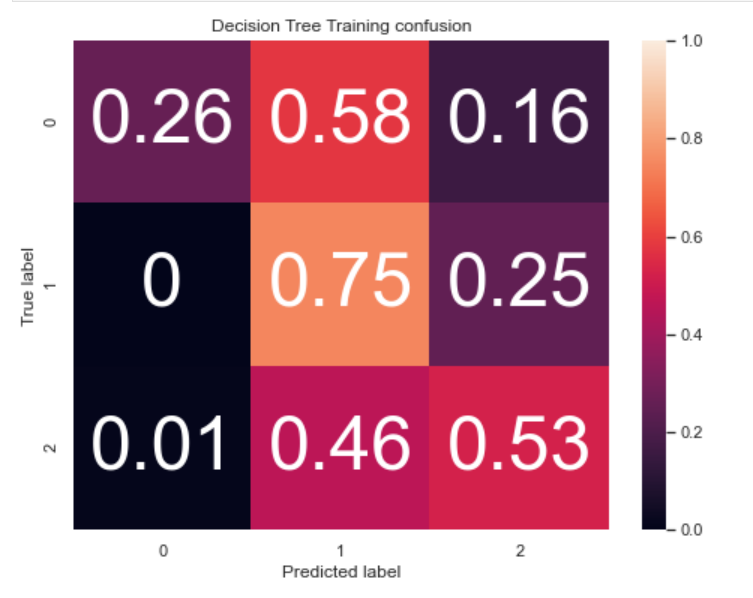 Decision Tree Training confusion
0.26 0.58 0.16
0 0.75 0.25
0.01 0.46 0.53
0
1
2
True label
0 1 2
Predicted label
1.0
0.8
0.6
0.4
0.2
0.0